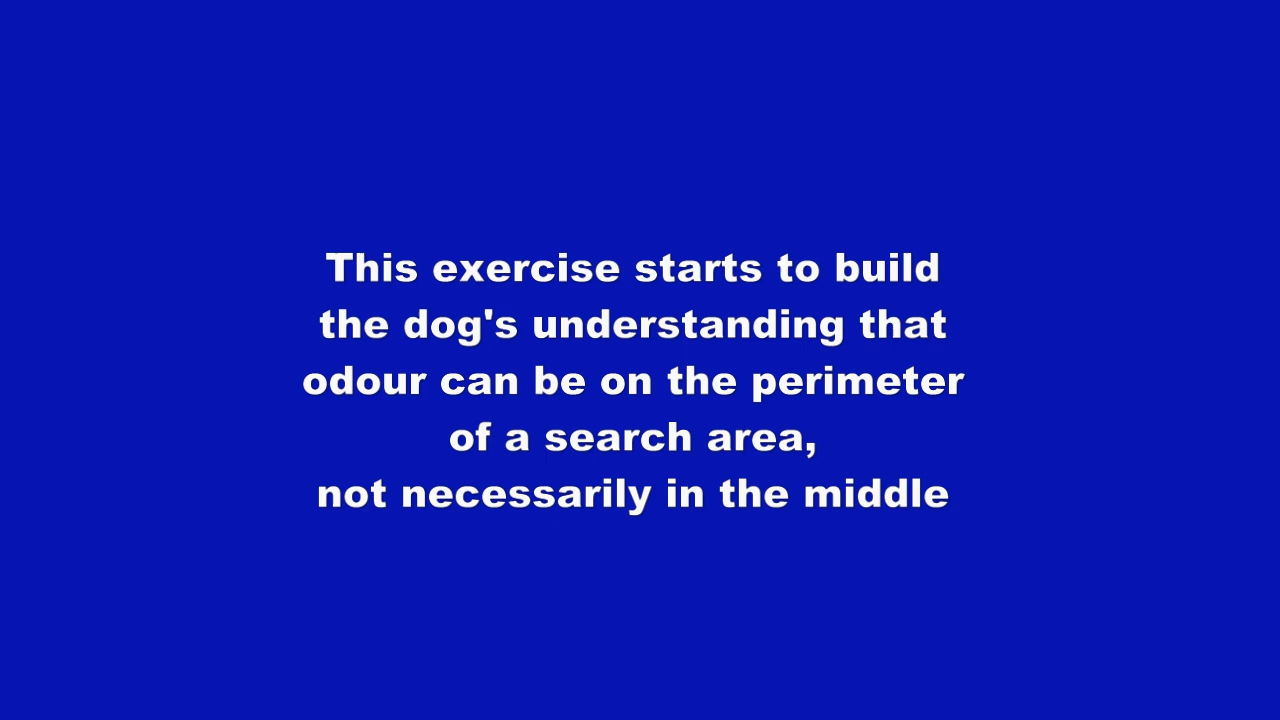 This exercise starts to build
the dog's understanding that
odour can be on the perimeter
of a search area,
not necessarily in the middle